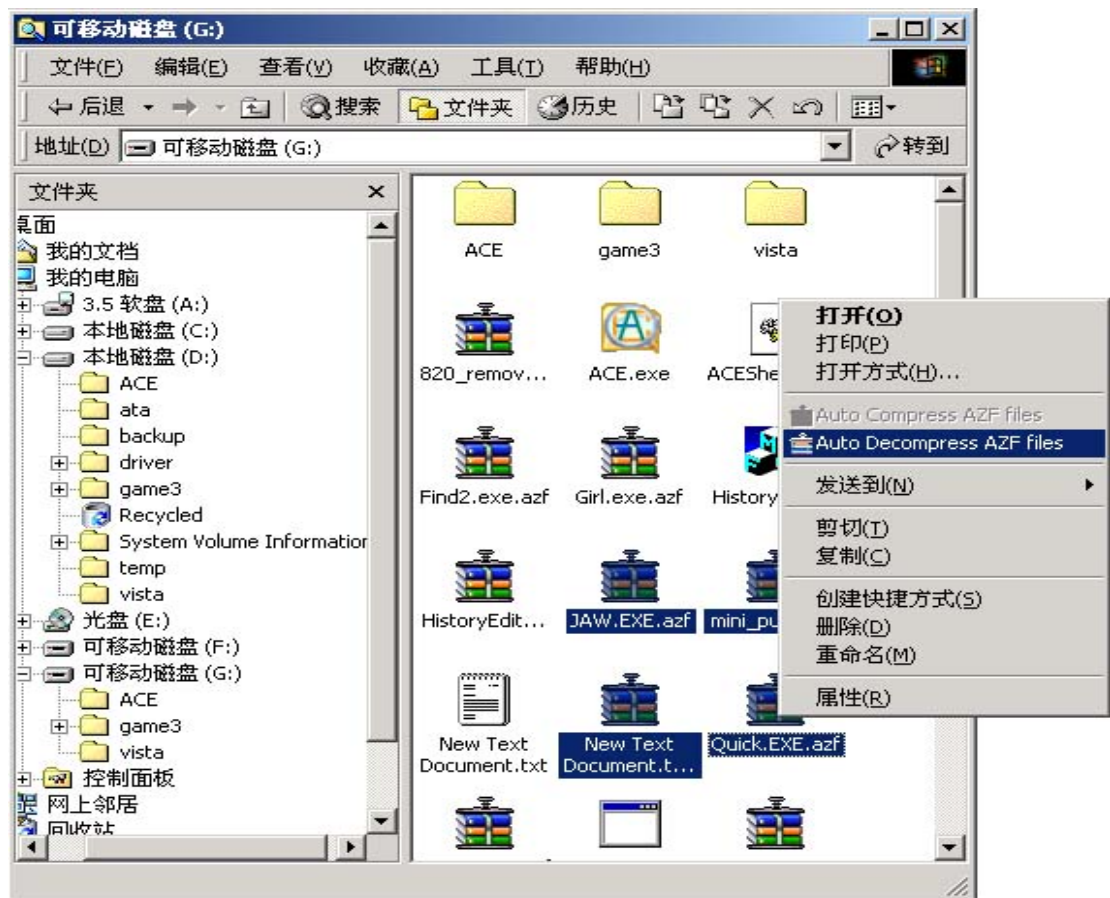 可移动磁盘 (G:)
文件(F) 编辑(E) 查看(V) 收藏(A) 工具(T) 帮助(H)
后退 搜索 文件夹 历史
地址(D) 可移动磁盘 (G:) 转到
文件夹
桌面
我的文档
我的电脑
3.5 软盘 (A:)
本地磁盘 (C:)
本地磁盘 (D:)
ACE
ata
backup
driver
game3
Recycled
System Volume Information
temp
vista
光盘 (E:)
可移动磁盘 (F:)
可移动磁盘 (G:)
ACE
game3
vista
控制面板
网上邻居
回收站
ACE game3 vista
820_remov... ACE.exe ACEShe
Find2.exe.azf Girl.exe.azf History
HistoryEdit... JAW.EXE.azf mini_pu
New Text Document.txt
New Text Document.t...
Quick.EXE.azf
打开(O)
打印(P)
打开方式(H)...
Auto Compress AZF files
Auto Decompress AZF files
发送到(N)
剪切(T)
复制(C)
创建快捷方式(S)
删除(D)
重命名(M)
属性(R)